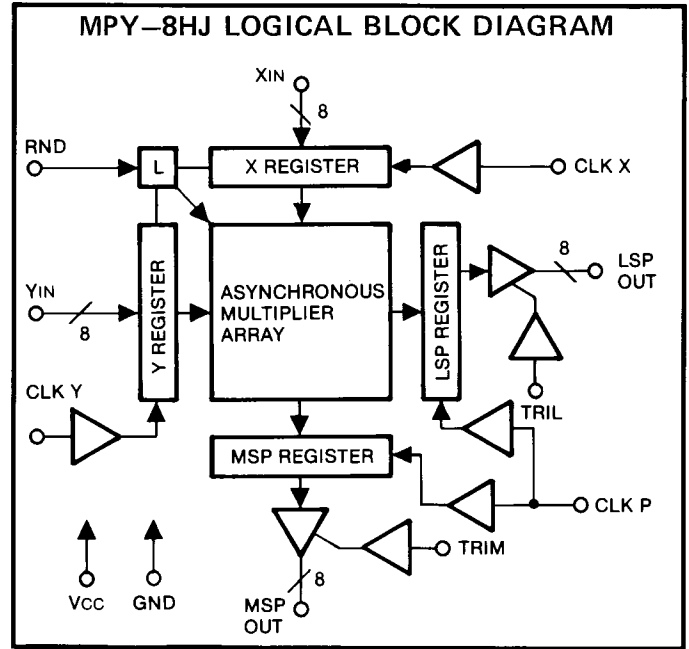 MPY–8HJ LOGICAL BLOCK DIAGRAM
XIN
8
RND
L
X REGISTER
CLK X
YIN
8
Y REGISTER
ASYNCHRONOUS
MULTIPLIER
ARRAY
LSP REGISTER
8
LSP
OUT
TRIL
CLK Y
MSP REGISTER
CLK P
TRIM
8
MSP
OUT
VCC
GND